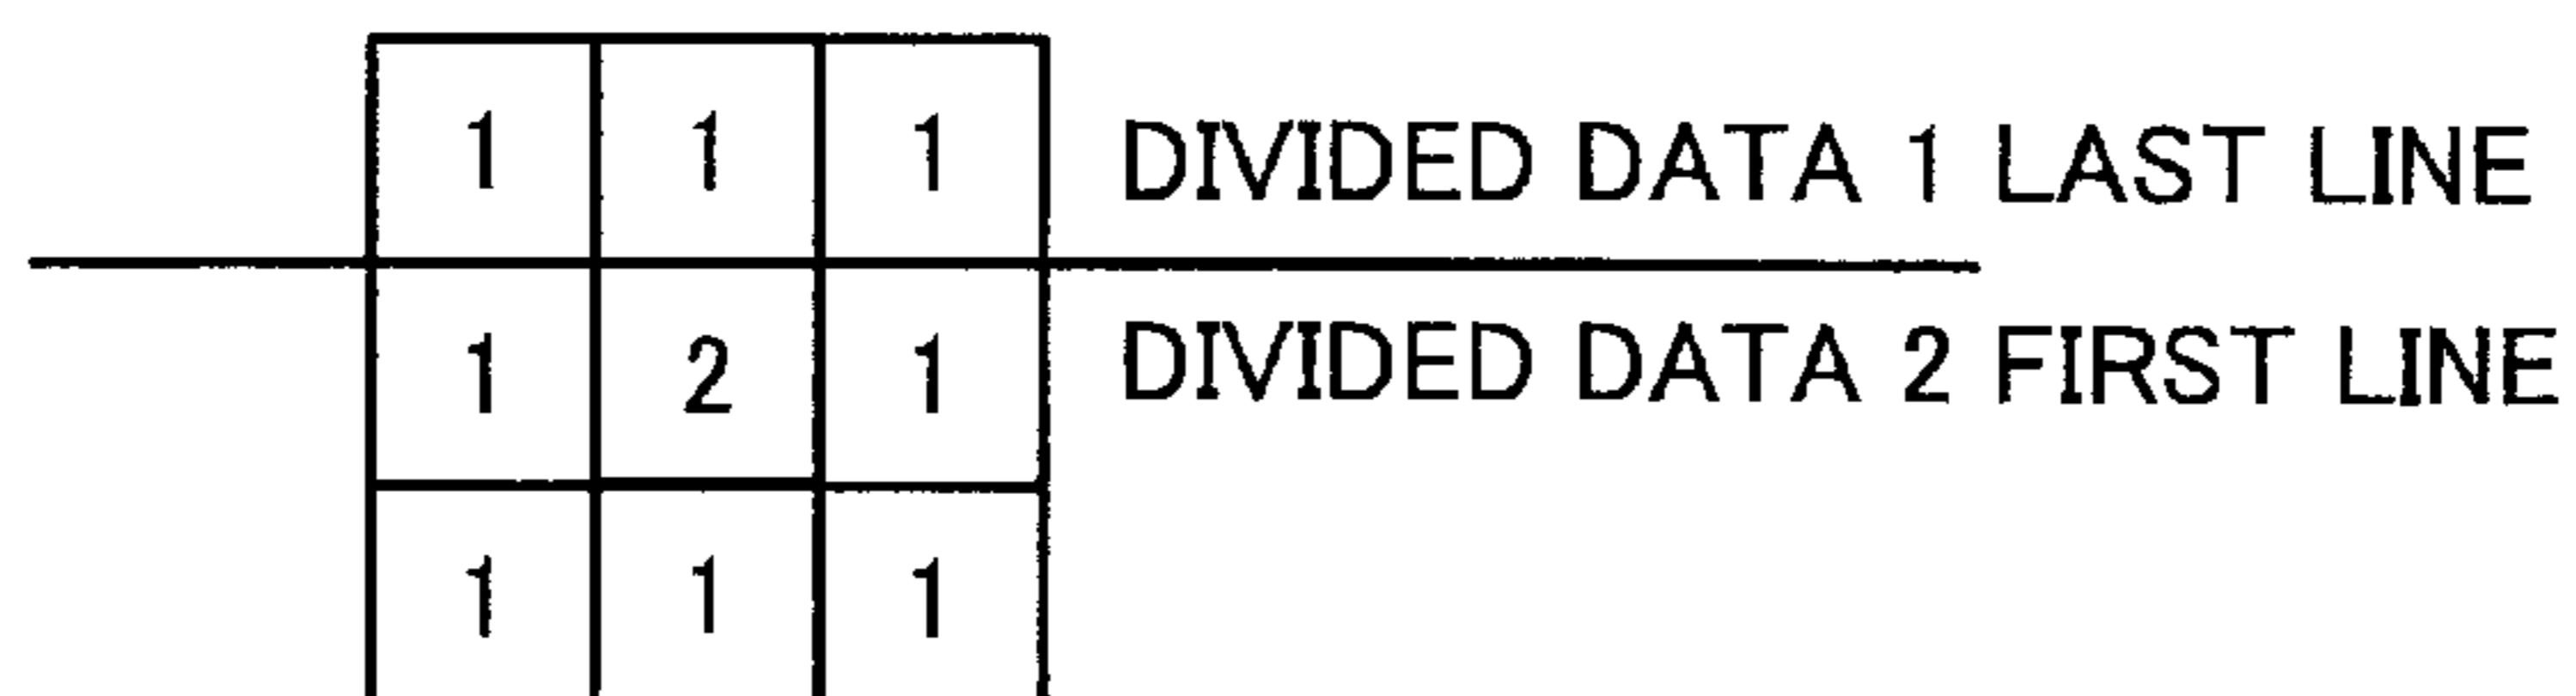 1 1 1 DIVIDED DATA 1 LAST LINE
1 2 1 DIVIDED DATA 2 FIRST LINE
1 1 1